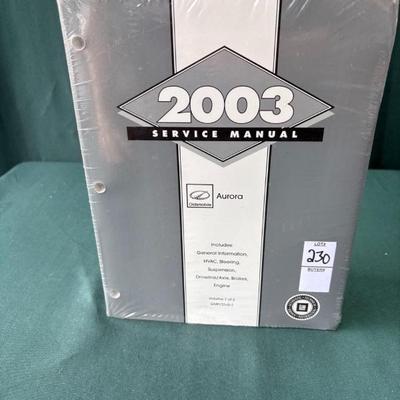 2003
SERVICE MANUAL
Oldsmobile
Aurora
LOT#
230
Includes:
General Information,
HVAC, Steering,
Suspension,
Driveline/Axle, Brakes,
Engine
Volume 1 of 3
GM